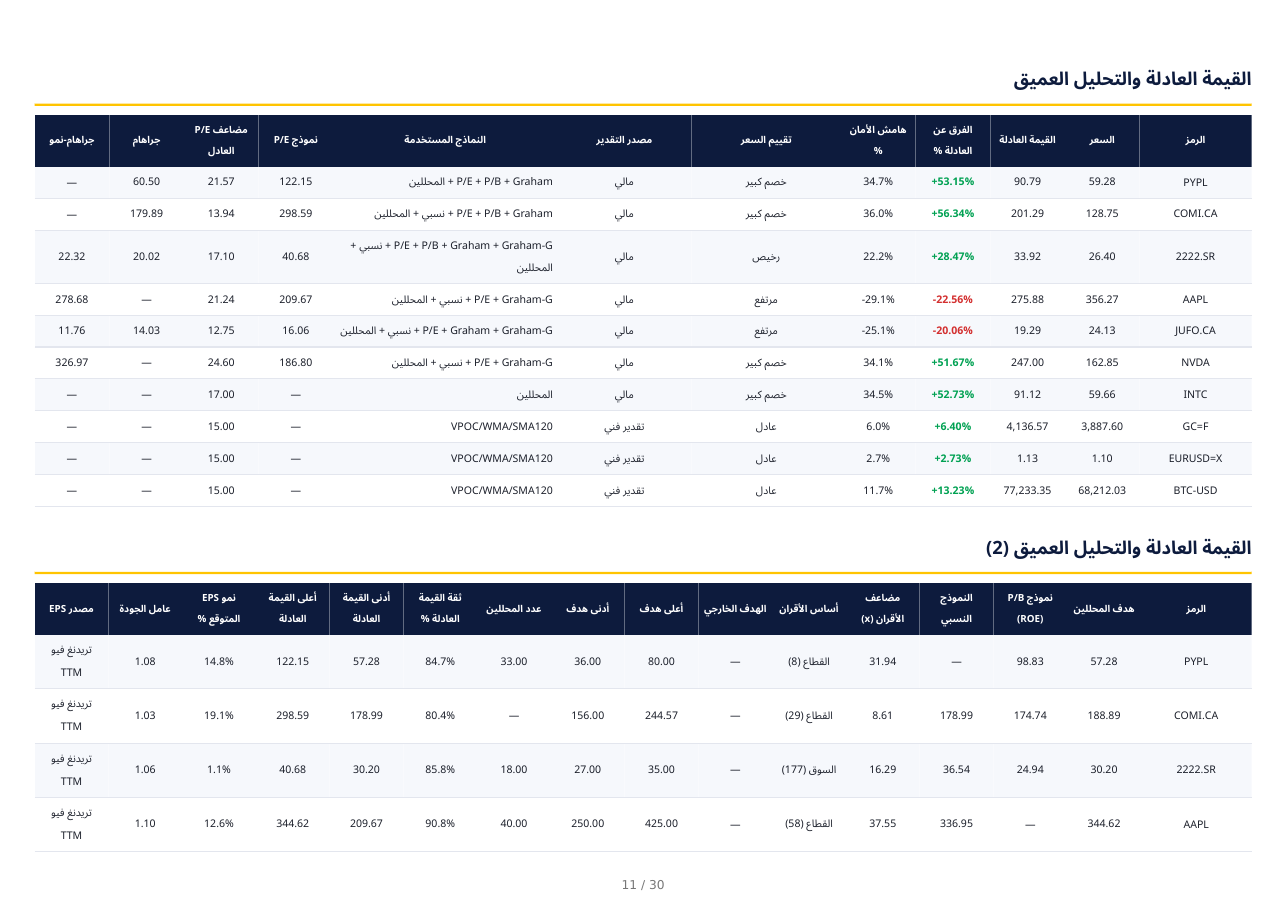 القيمة العادلة والتحليل العميق
الرمز السعر القيمة العادلة الفرق عن العادلة % هامش الأمان % تقييم السعر مصدر التقدير النماذج المستخدمة نموذج P/E مضاعف P/E العادل جراهام جراهام-نمو
PYPL 59.28 90.79 +53.15% 34.7% خصم كبير مالي P/E + P/B + Graham + المحللين 122.15 21.57 60.50 —
COMI.CA 128.75 201.29 +56.34% 36.0% خصم كبير مالي P/E + P/B + Graham + نسبي + المحللين 298.59 13.94 179.89 —
2222.SR 26.40 33.92 +28.47% 22.2% رخيص مالي P/E + P/B + Graham + Graham-G + نسبي + المحللين 40.68 17.10 20.02 22.32
AAPL 356.27 275.88 -22.56% -29.1% مرتفع مالي P/E + Graham-G + نسبي + المحللين 209.67 21.24 — 278.68
JUFO.CA 24.13 19.29 -20.06% -25.1% مرتفع مالي P/E + Graham + Graham-G + نسبي + المحللين 16.06 12.75 14.03 11.76
NVDA 162.85 247.00 +51.67% 34.1% خصم كبير مالي P/E + Graham-G + نسبي + المحللين 186.80 24.60 — 326.97
INTC 59.66 91.12 +52.73% 34.5% خصم كبير مالي المحللين — 17.00 — —
GC=F 3,887.60 4,136.57 +6.40% 6.0% عادل تقدير فني VPOC/WMA/SMA120 — 15.00 — —
EURUSD=X 1.10 1.13 +2.73% 2.7% عادل تقدير فني VPOC/WMA/SMA120 — 15.00 — —
BTC-USD 68,212.03 77,233.35 +13.23% 11.7% عادل تقدير فني VPOC/WMA/SMA120 — 15.00 — —
القيمة العادلة والتحليل العميق (2)
الرمز هدف المحللين نموذج P/B (ROE) النموذج النسبي مضاعف الأقران (x) أساس الأقران الهدف الخارجي أعلى هدف أدنى هدف عدد المحللين ثقة القيمة العادلة % أدنى القيمة العادلة أعلى القيمة العادلة نمو EPS المتوقع % عامل الجودة مصدر EPS
PYPL 57.28 98.83 — 31.94 القطاع (8) — 80.00 36.00 33.00 84.7% 57.28 122.15 14.8% 1.08 تريدنغ فيو TTM
COMI.CA 188.89 174.74 178.99 8.61 القطاع (29) — 244.57 156.00 — 80.4% 178.99 298.59 19.1% 1.03 تريدنغ فيو TTM
2222.SR 30.20 24.94 36.54 16.29 السوق (177) — 35.00 27.00 18.00 85.8% 30.20 40.68 1.1% 1.06 تريدنغ فيو TTM
AAPL 344.62 — 336.95 37.55 القطاع (58) — 425.00 250.00 40.00 90.8% 209.67 344.62 12.6% 1.10 تريدنغ فيو TTM
11 / 30